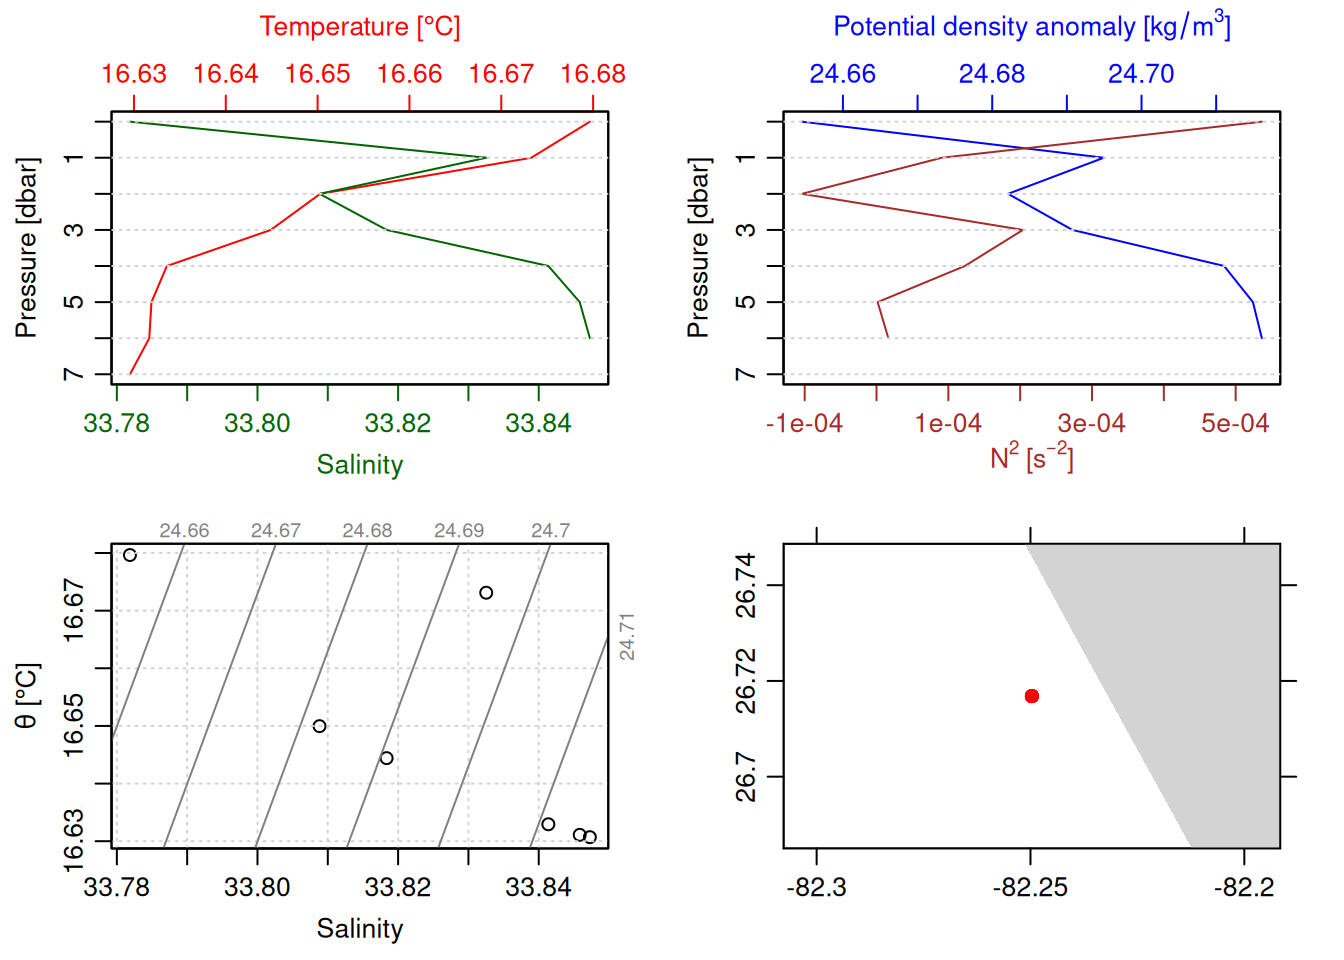 Temperature [°C]
16.63 16.64 16.65 16.66 16.67 16.68
Pressure [dbar]
1
3
5
7
33.78 33.80 33.82 33.84
Salinity
Potential density anomaly [kg/m³]
24.66 24.68 24.70
Pressure [dbar]
1
3
5
7
-1e-04 1e-04 3e-04 5e-04
N² [s⁻²]
24.66 24.67 24.68 24.69 24.7
24.71
θ [°C]
16.67
16.65
16.63
33.78 33.80 33.82 33.84
Salinity
26.74
26.72
26.7
-82.3 -82.25 -82.2